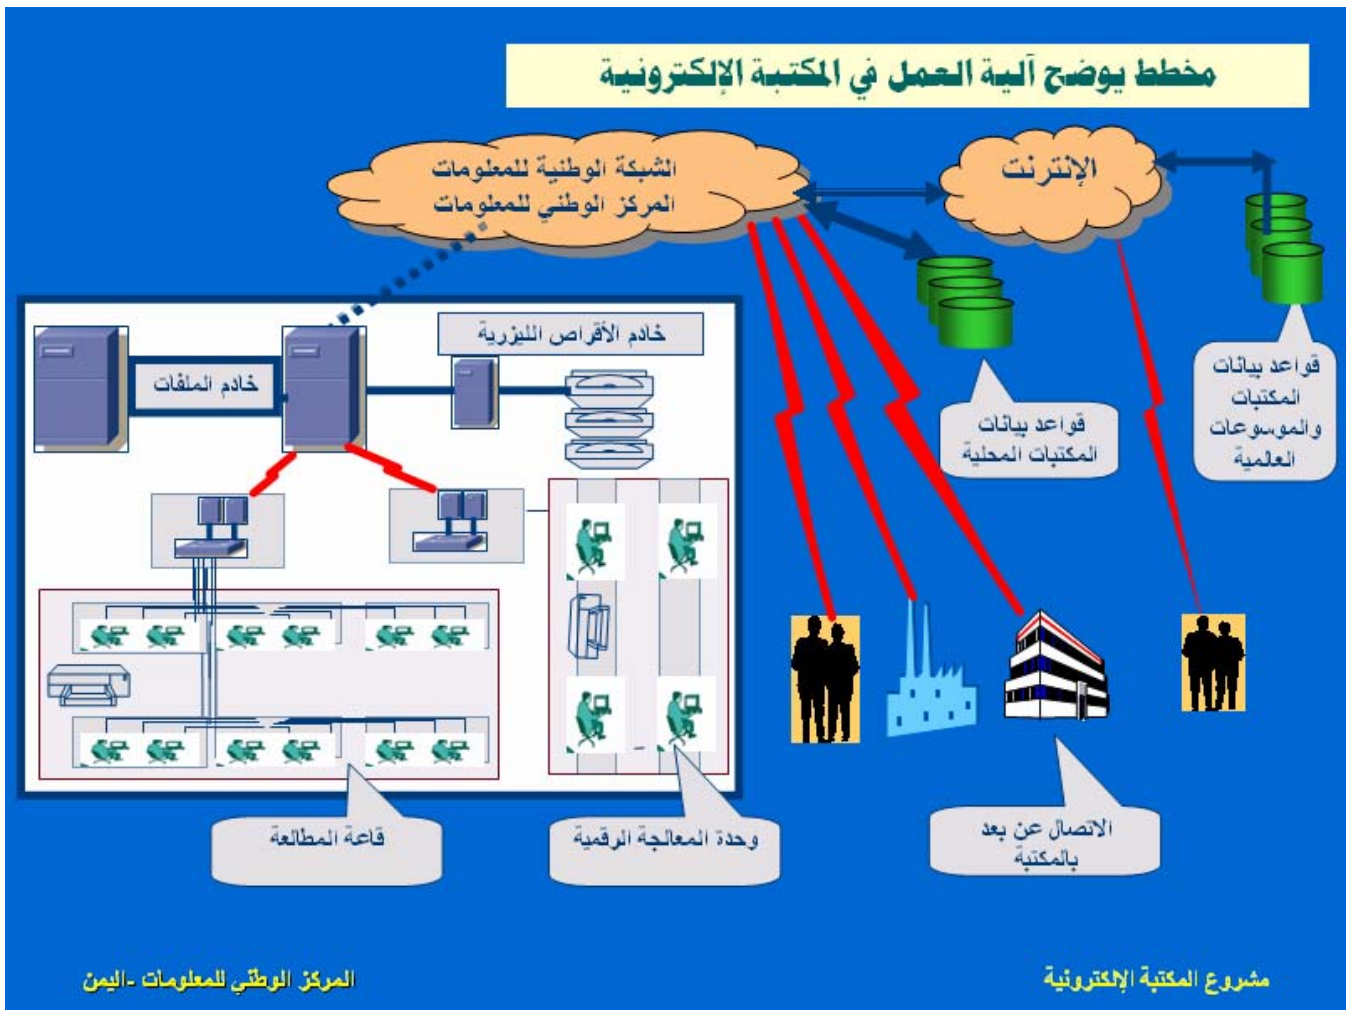 مخطط يوضح آلية العمل في المكتبة الإلكترونية
الإنترنت
الشبكة الوطنية للمعلومات
المركز الوطني للمعلومات
خادم الأقراص الليزرية
خادم الملفات
قواعد بيانات
المكتبات
والموسوعات
العالمية
قواعد بيانات
المكتبات المحلية
الاتصال عن بعد
بالمكتبة
وحدة المعالجة الرقمية
قاعة المطالعة
مشروع المكتبة الإلكترونية
المركز الوطني للمعلومات -اليمن